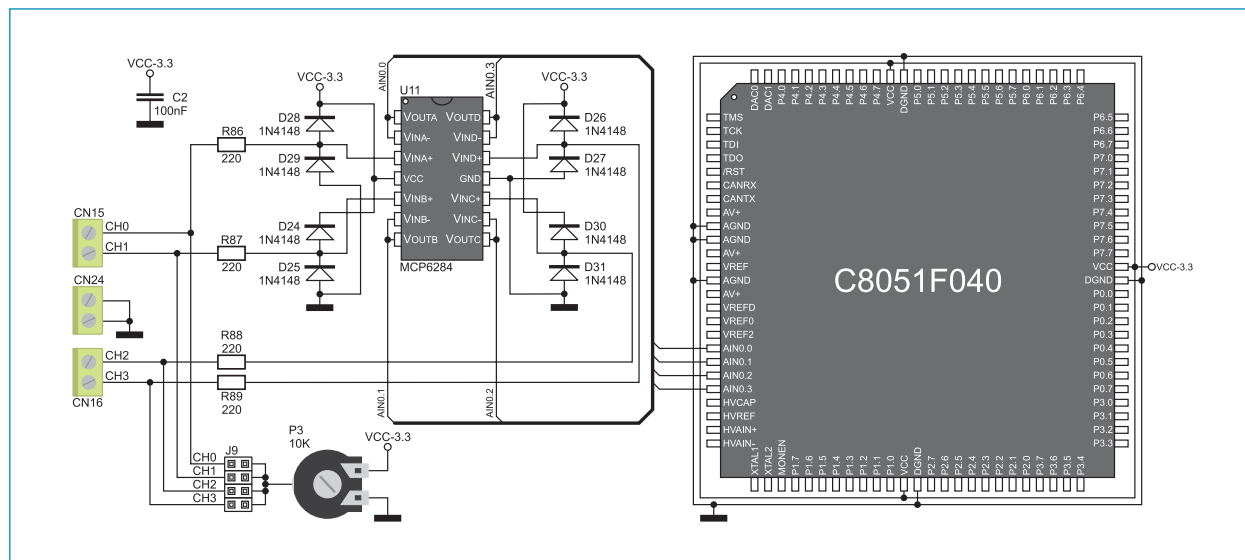 VCC-3.3
C2
100nF
R86
220
R87
220
CN15
CH0
CH1
CN24
CN16
CH2
CH3
R88
220
R89
220
VCC-3.3
D28
1N4148
D29
1N4148
D24
1N4148
D25
1N4148
AIN0.0
AIN0.3
U11
VOUTA
VINA-
VINA+
VCC
VINB+
VINB-
VOUTB
VOUTD
VIND-
VIND+
GND
VINC+
VINC-
VOUTC
MCP6284
VCC-3.3
D26
1N4148
D27
1N4148
D30
1N4148
D31
1N4148
AIN0.1
AIN0.2
J9
CH0
CH1
CH2
CH3
P3
10K
VCC-3.3
DAC0
DAC1
P4.0
P4.1
P4.2
P4.3
P4.4
P4.5
P4.6
P4.7
VCC
DGND
P5.0
P5.1
P5.2
P5.3
P5.4
P5.5
P5.6
P5.7
P6.0
P6.1
P6.2
P6.3
P6.4
TMS
TCK
TDI
TDO
/RST
CANRX
CANTX
AV+
AGND
AGND
AV+
VREF
AGND
AV+
VREFD
VREF0
VREF2
AIN0.0
AIN0.1
AIN0.2
AIN0.3
HVCAP
HVREF
HVAIN+
HVAIN-
C8051F040
P6.5
P6.6
P6.7
P7.0
P7.1
P7.2
P7.3
P7.4
P7.5
P7.6
P7.7
VCC
DGND
P0.0
P0.1
P0.2
P0.3
P0.4
P0.5
P0.6
P0.7
P3.0
P3.1
P3.2
P3.3
VCC-3.3
XTAL1
XTAL2
MONEN
P1.7
P1.6
P1.5
P1.4
P1.3
P1.2
P1.1
P1.0
VCC
DGND
P2.7
P2.6
P2.5
P2.4
P2.3
P2.2
P2.1
P2.0
P3.7
P3.6
P3.5
P3.4